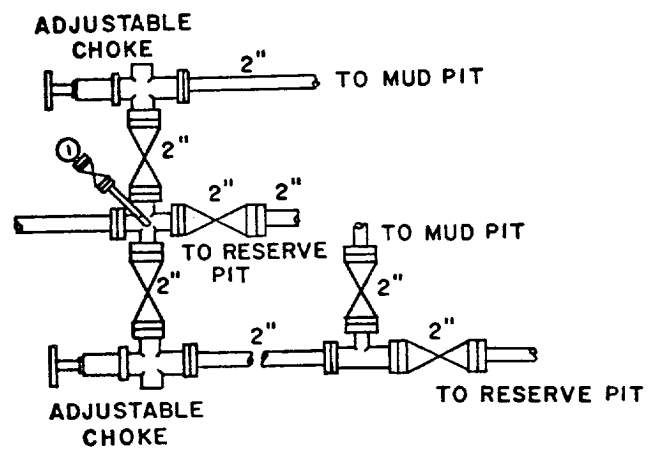 ADJUSTABLE
CHOKE
2"
TO MUD PIT
2"
1
2"
2"
TO RESERVE
PIT
TO MUD PIT
2"
2"
2"
2"
TO RESERVE PIT
ADJUSTABLE
CHOKE